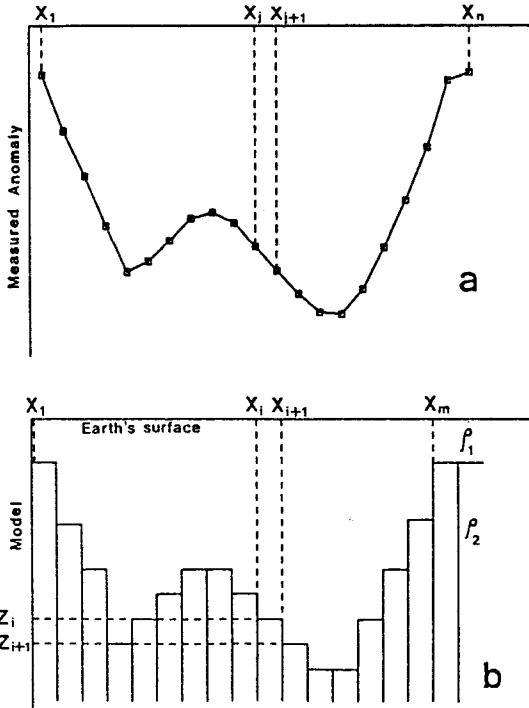 X₁ Xⱼ Xⱼ₊₁ Xₙ
Measured Anomaly
a
X₁ Xᵢ Xᵢ₊₁ Xₘ
Earth's surface
ρ₁
Model
ρ₂
Zᵢ
Zᵢ₊₁
b